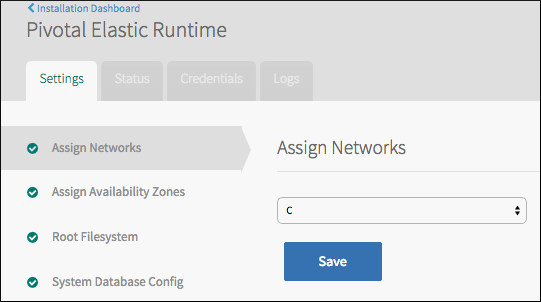 Installation Dashboard
Pivotal Elastic Runtime
Settings Status Credentials Logs
Assign Networks
Assign Availability Zones
Root Filesystem
System Database Config
Assign Networks
c
Save